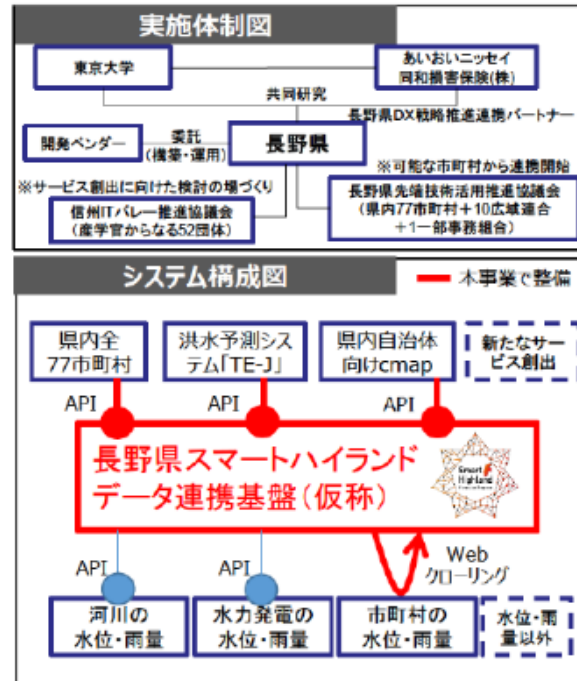 実施体制図
東京大学
あいおいニッセイ
同和損害保険(株)
共同研究
長野県DX戦略推進連携パートナー
開発ベンダー
委託
(構築・運用)
長野県
※可能な市町村から連携開始
※サービス創出に向けた検討の場づくり
信州ITバレー推進協議会
(産学官からなる52団体)
長野県先端技術活用推進協議会
(県内77市町村+10広域連合
+1一部事務組合)
システム構成図
本事業で整備
県内全
77市町村
洪水予測シス
テム「TE-J」
県内自治体
向けcmap
新たなサー
ビス創出
API
API
API
長野県スマートハイランド
データ連携基盤(仮称)
Smart
Highland
API
API
Web
クローリング
河川の
水位・雨量
水力発電の
水位・雨量
市町村の
水位・雨量
水位・雨
量以外